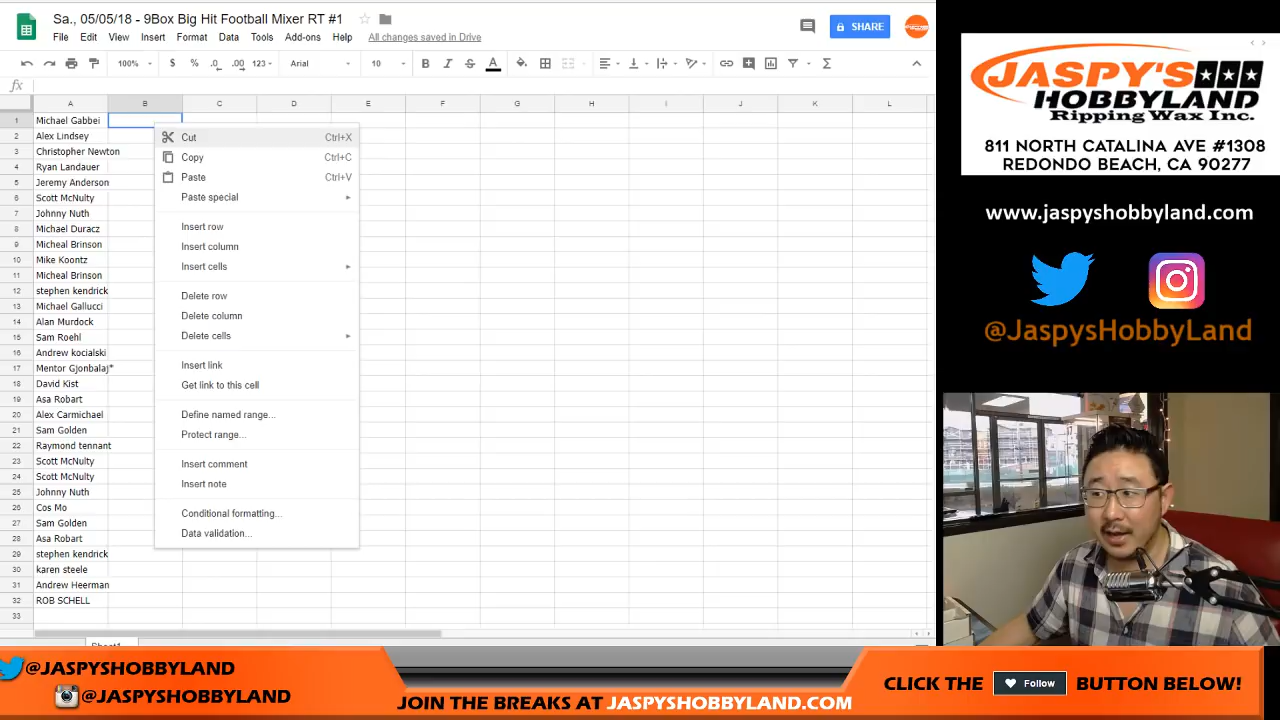 Sa., 05/05/18 - 9Box Big Hit Football Mixer RT #1
File Edit View Insert Format Data Tools Add-ons Help All changes saved in Drive
SHARE
100% $ % .0 .00 123 Arial 10 B I S A Σ
fx
A B C D E F G H I J K L
1 Michael Gabbei
2 Alex Lindsey
3 Christopher Newton
4 Ryan Landauer
5 Jeremy Anderson
6 Scott McNulty
7 Johnny Nuth
8 Michael Duracz
9 Micheal Brinson
10 Mike Koontz
11 Micheal Brinson
12 stephen kendrick
13 Michael Gallucci
14 Alan Murdock
15 Sam Roehl
16 Andrew kocialski
17 Mentor Gjonbalaj*
18 David Kist
19 Asa Robart
20 Alex Carmichael
21 Sam Golden
22 Raymond tennant
23 Scott McNulty
24 Scott McNulty
25 Johnny Nuth
26 Cos Mo
27 Sam Golden
28 Asa Robart
29 stephen kendrick
30 karen steele
31 Andrew Heerman
32 ROB SCHELL
33
Cut Ctrl+X
Copy Ctrl+C
Paste Ctrl+V
Paste special
Insert row
Insert column
Insert cells
Delete row
Delete column
Delete cells
Insert link
Get link to this cell
Define named range...
Protect range...
Insert comment
Insert note
Conditional formatting...
Data validation...
JASPY'S
HOBBYLAND
Ripping Wax Inc.
811 NORTH CATALINA AVE #1308
REDONDO BEACH, CA 90277
www.jaspyshobbyland.com
@JaspysHobbyLand
@JASPYSHOBBYLAND
@JASPYSHOBBYLAND
JOIN THE BREAKS AT JASPYSHOBBYLAND.COM
CLICK THE Follow BUTTON BELOW!